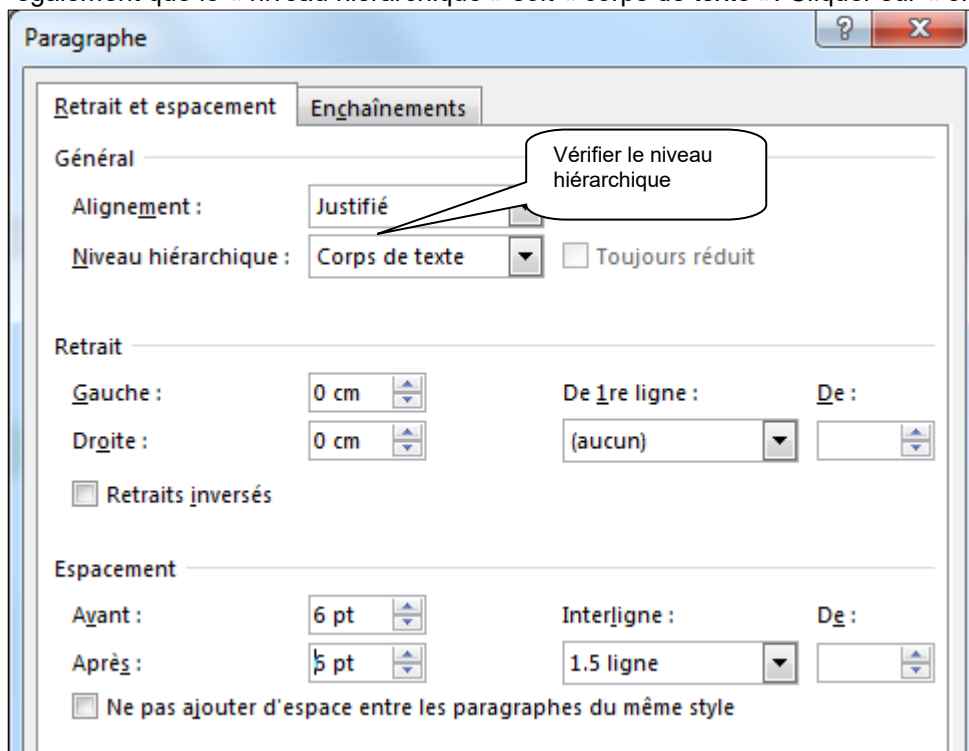 également que le « niveau hiérarchique » soit « corps de texte ». Cliquer sur «
Paragraphe
Retrait et espacement Enchaînements
Général
Vérifier le niveau
hiérarchique
Alignement : Justifié
Niveau hiérarchique : Corps de texte Toujours réduit
Retrait
Gauche : 0 cm De 1re ligne : De :
Droite : 0 cm (aucun)
Retraits inversés
Espacement
Avant : 6 pt Interligne : De :
Après : pt 1.5 ligne
Ne pas ajouter d'espace entre les paragraphes du même style